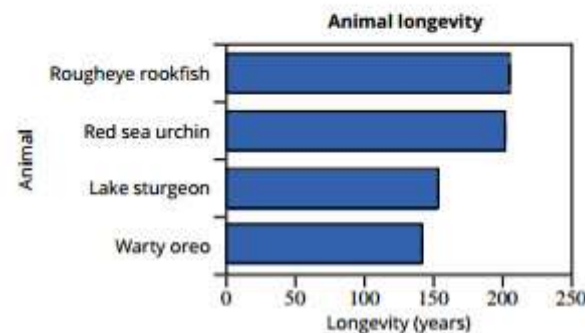 Animal longevity
Rougheye rookfish
Red sea urchin
Lake sturgeon
Warty oreo
Animal
0 50 100 150 200 250
Longevity (years)